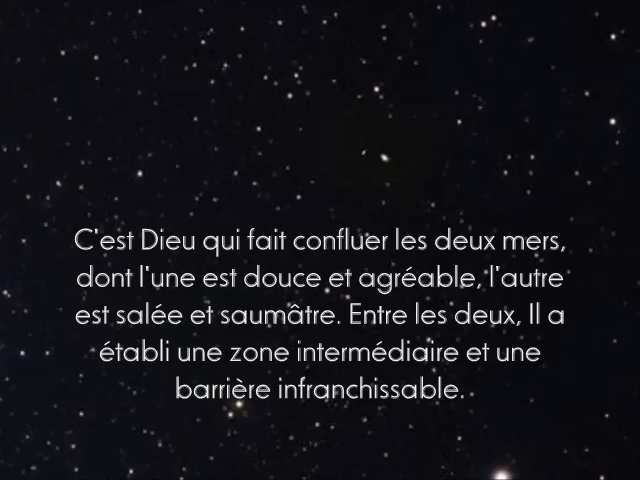 C'est Dieu qui fait confluer les deux mers,
dont l'une est douce et agréable, l'autre
est salée et saumâtre. Entre les deux, Il a
établi une zone intermédiaire et une
barrière infranchissable.